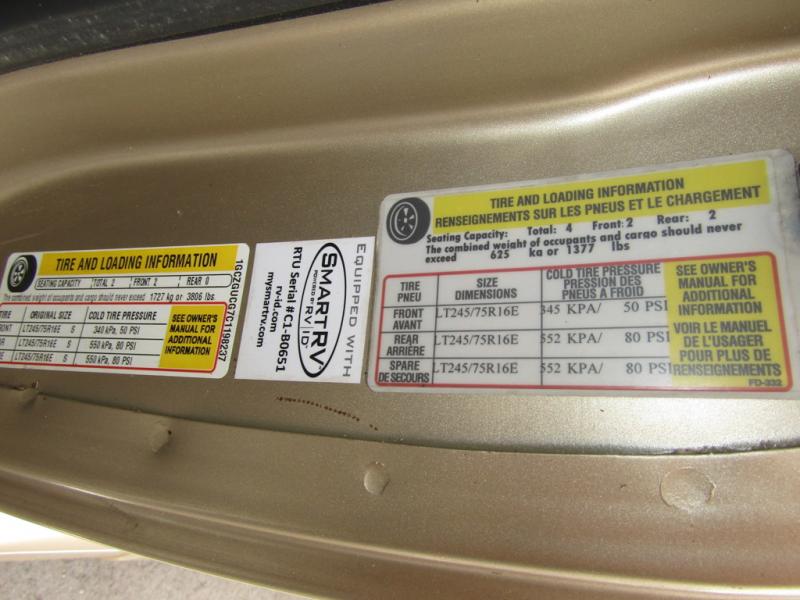 TIRE AND LOADING INFORMATION
SEATING CAPACITY TOTAL 2 FRONT 2 REAR 0
The combined weight of occupants and cargo should never exceed 1727 kg or 3806 lbs
ORIGINAL SIZE COLD TIRE PRESSURE
LT245/75R16E S 340 kPa, 50 PSI
LT245/75R16E S 550 kPa, 80 PSI
LT245/75R16E S 550 kPa, 80 PSI
SEE OWNER'S
MANUAL FOR
ADDITIONAL
INFORMATION
EQUIPPED WITH
SMARTRV
POWERED BY RVID
RTU Serial #C1-B0651
rv-id.com
mysmartrv.com
TIRE AND LOADING INFORMATION
RENSEIGNEMENTS SUR LES PNEUS ET LE CHARGEMENT
Seating Capacity: Total: 4 Front: 2 Rear: 2
The combined weight of occupants and cargo should never
exceed 625 kg or 1377 lbs
TIRE
PNEU
SIZE
DIMENSIONS
COLD TIRE PRESSURE
PRESSION DES
PNEUS A FROID
FRONT
AVANT
LT245/75R16E 345 KPA/ 50 PSI
REAR
ARRIÈRE
LT245/75R16E 552 KPA/ 80 PSI
SPARE
DE SECOURS
LT245/75R16E 552 KPA/ 80 PSI
SEE OWNER'S
MANUAL FOR
ADDITIONAL
INFORMATION
VOIR LE MANUEL
DE L'USAGER
POUR PLUS DE
RENSEIGNEMENTS
FD-332